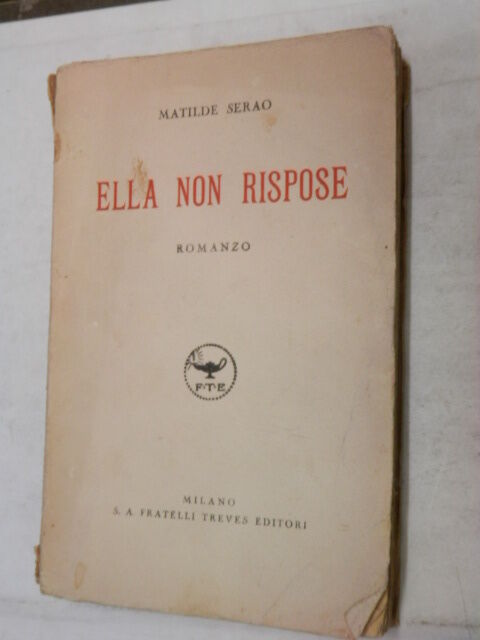 MATILDE SERAO
ELLA NON RISPOSE
ROMANZO
F·T·E
MILANO
S. A. FRATELLI TREVES EDITORI